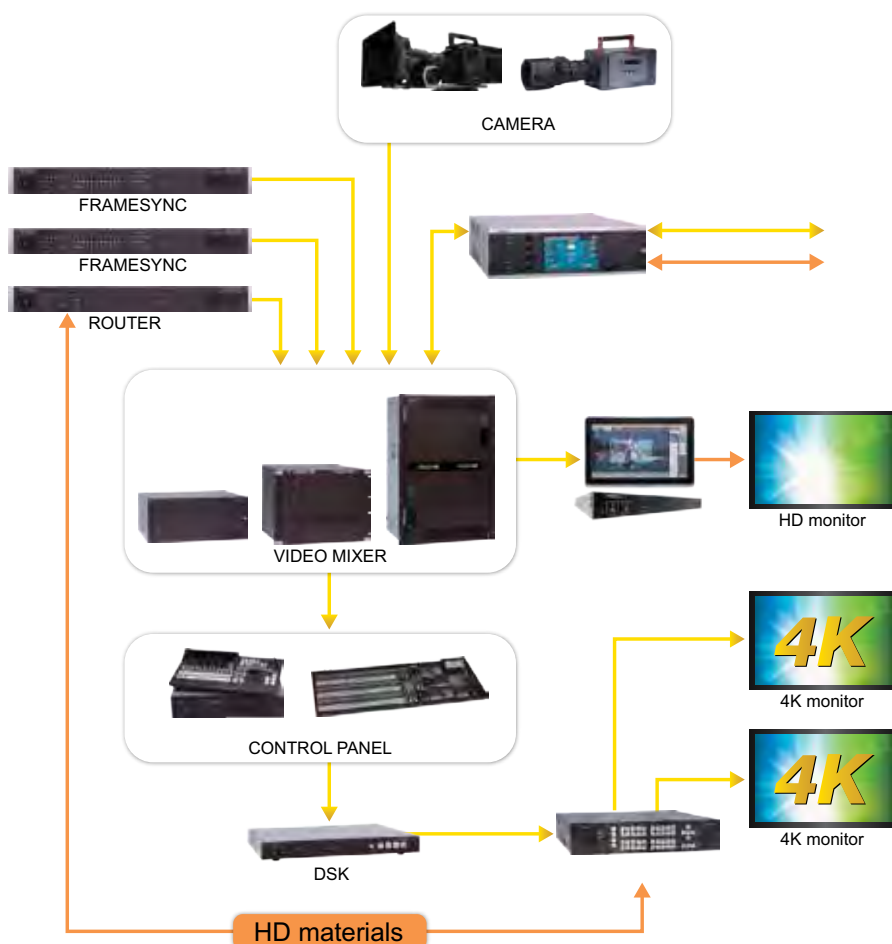 CAMERA
FRAMESYNC
FRAMESYNC
ROUTER
VIDEO MIXER
HD monitor
4K
4K monitor
CONTROL PANEL
4K
4K monitor
DSK
HD materials